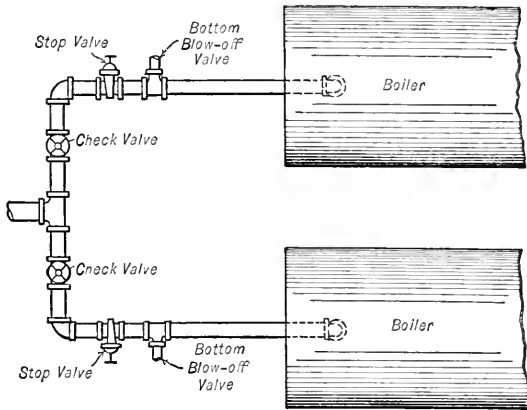 Bottom
Blow-off
Valve
Stop Valve
Boiler
Check Valve
Check Valve
Boiler
Bottom
Blow-off
Valve
Stop Valve